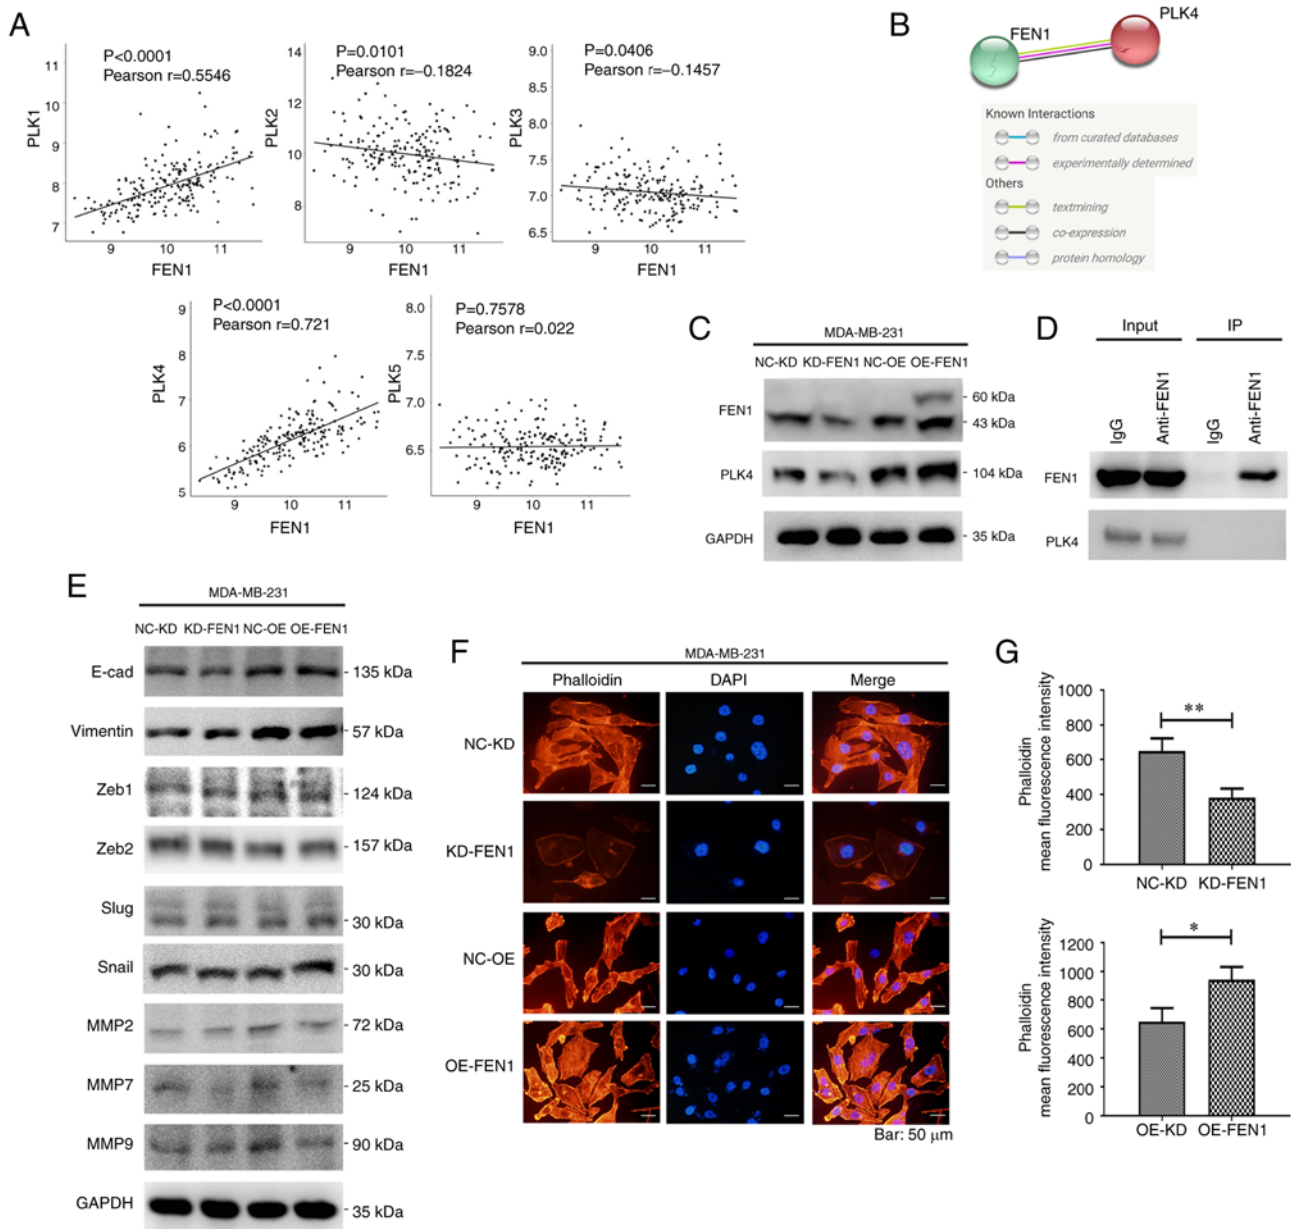 A
P<0.0001
Pearson r=0.5546
PLK1
11
10
9
8
7
9 10 11
FEN1
P=0.0101
Pearson r=−0.1824
PLK2
14
12
10
8
9 10 11
FEN1
P=0.0406
Pearson r=−0.1457
PLK3
9.0
8.5
8.0
7.5
7.0
6.5
9 10 11
FEN1
P<0.0001
Pearson r=0.721
PLK4
9
8
7
6
5
9 10 11
FEN1
P=0.7578
Pearson r=0.022
PLK5
8.0
7.5
7.0
6.5
9 10 11
FEN1
B
PLK4
FEN1
Known Interactions
from curated databases
experimentally determined
Others
textmining
co-expression
protein homology
C
MDA-MB-231
NC-KD KD-FEN1 NC-OE OE-FEN1
FEN1
60 kDa
43 kDa
PLK4
104 kDa
GAPDH
35 kDa
D
Input IP
IgG
Anti-FEN1
IgG
Anti-FEN1
FEN1
PLK4
E
MDA-MB-231
NC-KD KD-FEN1 NC-OE OE-FEN1
E-cad 135 kDa
Vimentin 57 kDa
Zeb1 124 kDa
Zeb2 157 kDa
Slug 30 kDa
Snail 30 kDa
MMP2 72 kDa
MMP7 25 kDa
MMP9 90 kDa
GAPDH 35 kDa
F
MDA-MB-231
Phalloidin DAPI Merge
NC-KD
KD-FEN1
NC-OE
OE-FEN1
Bar: 50 μm
G
Phalloidin
mean fluorescence intensity
1000
800
600
400
200
0
**
NC-KD KD-FEN1
Phalloidin
mean fluorescence intensity
1200
1000
800
600
400
200
0
*
OE-KD OE-FEN1